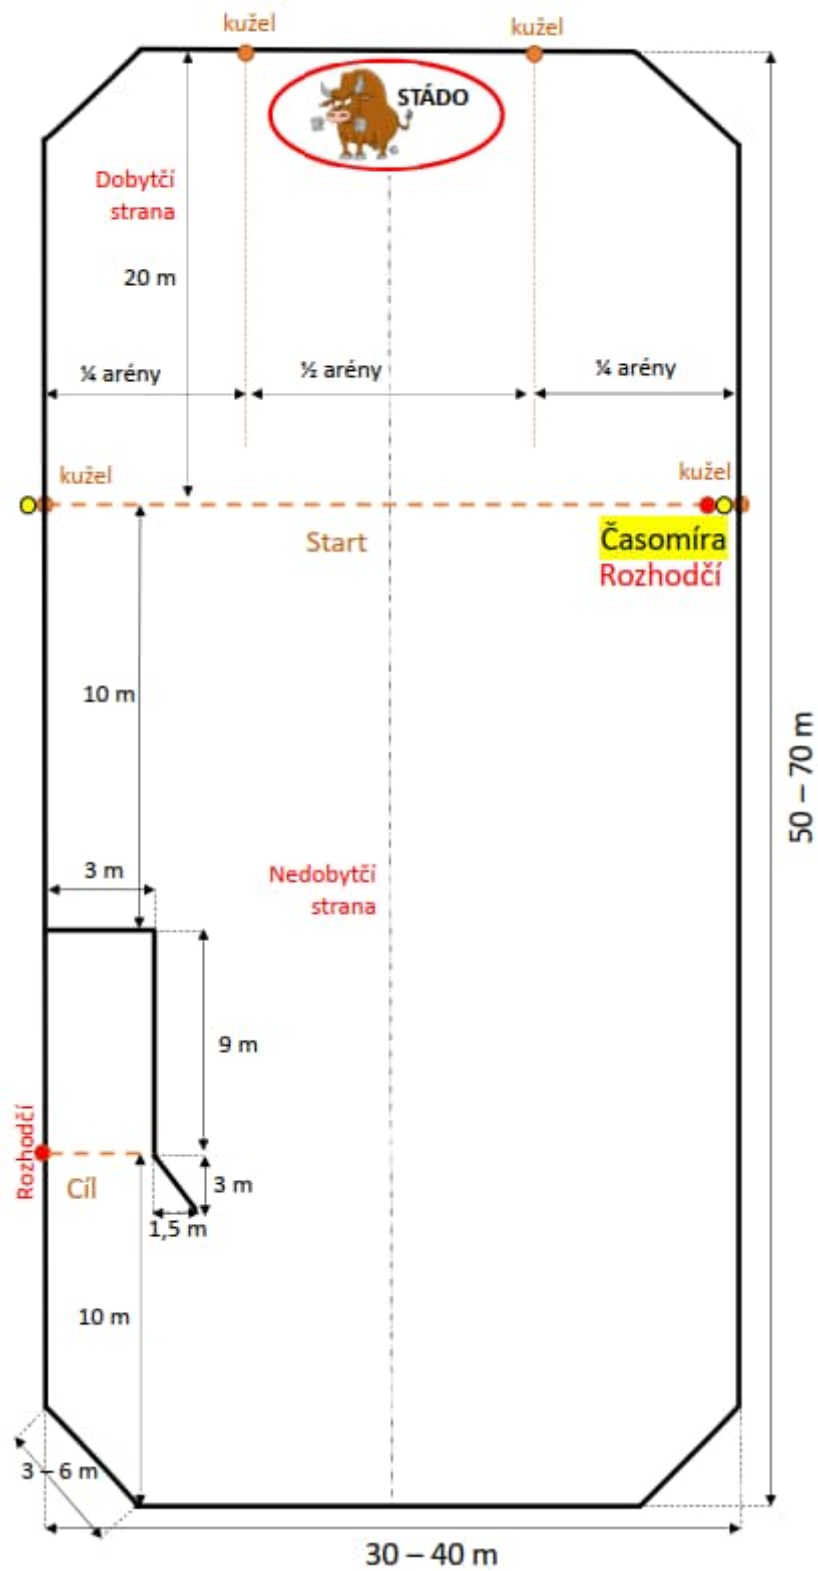 kužel
kužel
STÁDO
Dobytčí
strana
20 m
¼ arény
½ arény
¼ arény
kužel
kužel
Start
Časomíra
Rozhodčí
10 m
50 – 70 m
3 m
Nedobytčí
strana
9 m
Rozhodčí
Cíl
3 m
1,5 m
10 m
3 – 6 m
30 – 40 m